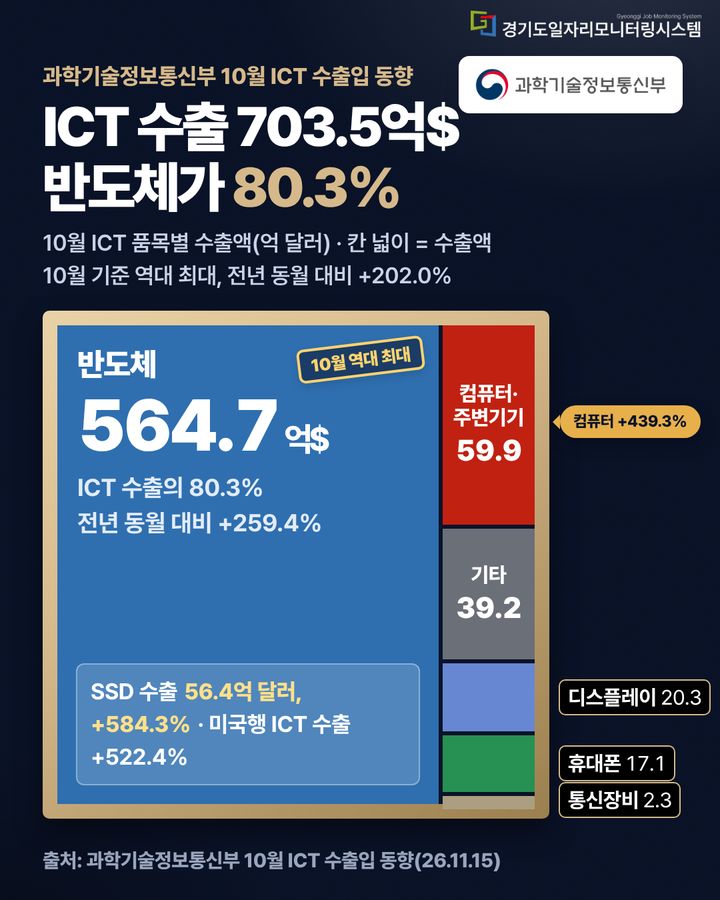 Gyeonggi Job Monitoring System
경기도일자리모니터링시스템
과학기술정보통신부 10월 ICT 수출입 동향
과학기술정보통신부
ICT 수출 703.5억$
반도체가 80.3%
10월 ICT 품목별 수출액(억 달러) · 칸 넓이 = 수출액
10월 기준 역대 최대, 전년 동월 대비 +202.0%
반도체
10월 역대 최대
564.7 억$
ICT 수출의 80.3%
전년 동월 대비 +259.4%
SSD 수출 56.4억 달러,
+584.3% · 미국행 ICT 수출
+522.4%
컴퓨터·
주변기기
59.9
컴퓨터 +439.3%
기타
39.2
디스플레이 20.3
휴대폰 17.1
통신장비 2.3
출처: 과학기술정보통신부 10월 ICT 수출입 동향(26.11.15)